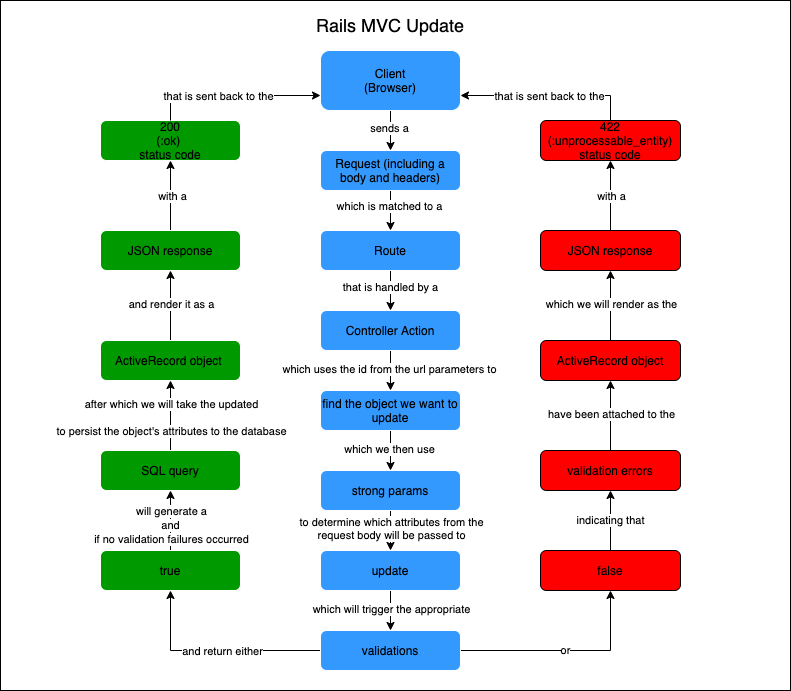 Rails MVC Update
Client
(Browser)
that is sent back to the
that is sent back to the
200
(:ok)
status code
sends a
422
(:unprocessable_entity)
status code
Request (including a
body and headers)
with a
which is matched to a
with a
JSON response
Route
JSON response
and render it as a
that is handled by a
which we will render as the
Controller Action
ActiveRecord object
which uses the id from the url parameters to
ActiveRecord object
after which we will take the updated
to persist the object's attributes to the database
find the object we want to
update
have been attached to the
which we then use
SQL query
strong params
validation errors
will generate a
and
if no validation failures occurred
to determine which attributes from the
request body will be passed to
indicating that
true
update
false
which will trigger the appropriate
and return either
validations
or